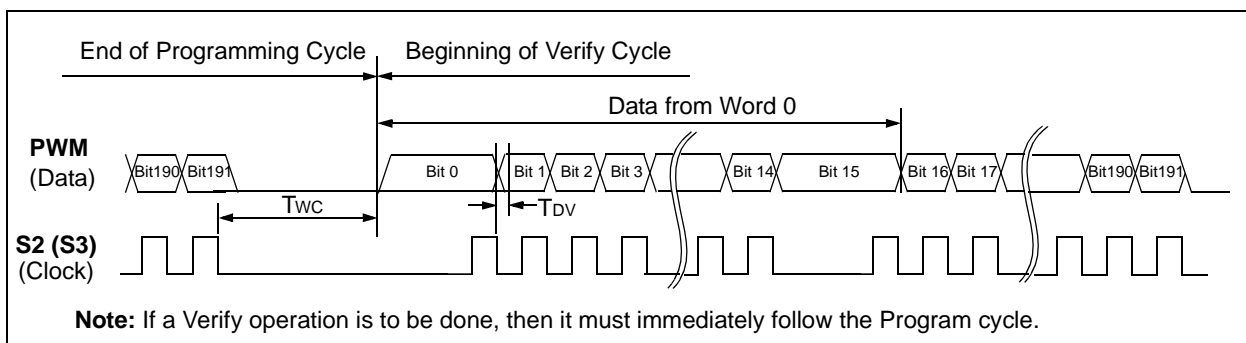 End of Programming Cycle Beginning of Verify Cycle
Data from Word 0
PWM
(Data)
Bit190 Bit191 Bit 0 Bit 1 Bit 2 Bit 3 Bit 14 Bit 15 Bit 16 Bit 17 Bit190 Bit191
TWC
TDV
S2 (S3)
(Clock)
Note: If a Verify operation is to be done, then it must immediately follow the Program cycle.